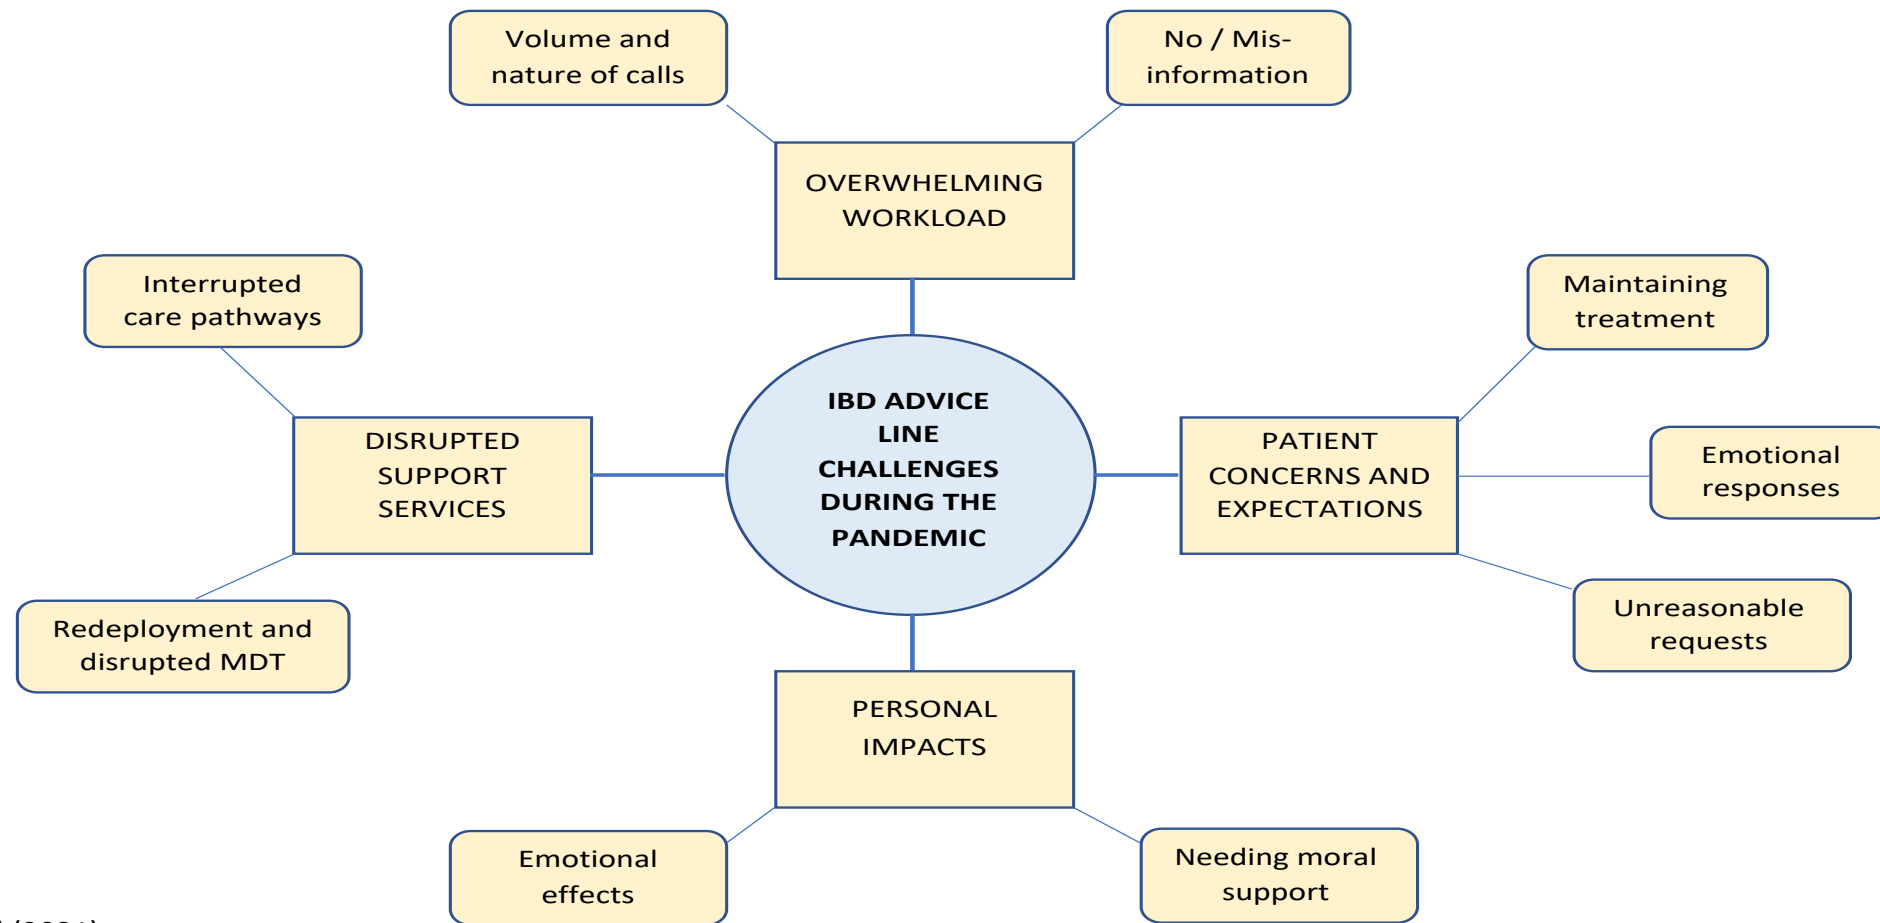 Volume and
nature of calls
No / Mis-
information
OVERWHELMING
WORKLOAD
Interrupted
care pathways
Maintaining
treatment
DISRUPTED
SUPPORT
SERVICES
IBD ADVICE
LINE
CHALLENGES
DURING THE
PANDEMIC
PATIENT
CONCERNS AND
EXPECTATIONS
Emotional
responses
Redeployment and
disrupted MDT
Unreasonable
requests
PERSONAL
IMPACTS
Emotional
effects
Needing moral
support